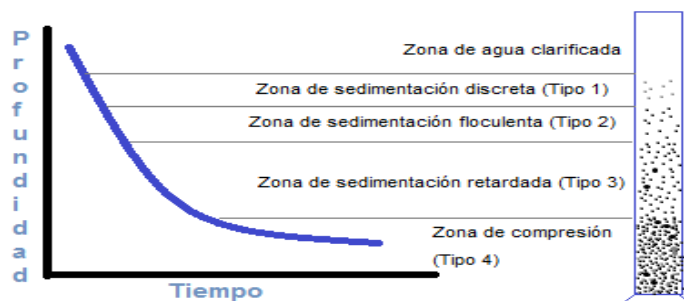 Profundidad
Zona de agua clarificada
Zona de sedimentación discreta (Tipo 1)
Zona de sedimentación floculenta (Tipo 2)
Zona de sedimentación retardada (Tipo 3)
Zona de compresión
(Tipo 4)
Tiempo